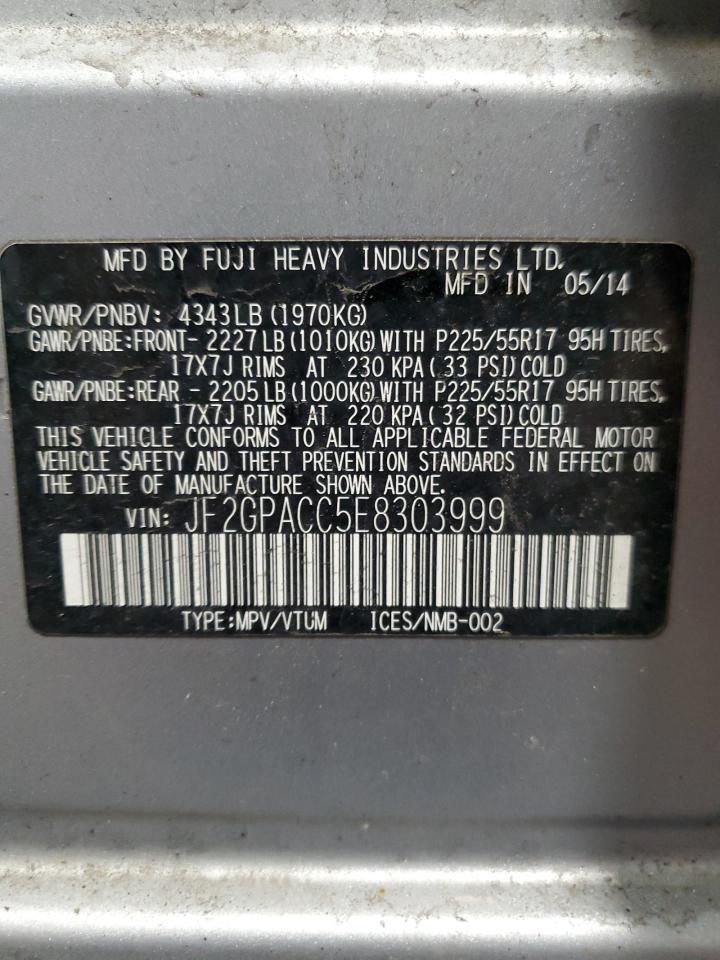 MFD BY FUJI HEAVY INDUSTRIES LTD.
MFD IN 05/14
GVWR/PNBV: 4343LB(1970KG)
GAWR/PNBE:FRONT- 2227LB(1010KG)WITH P225/55R17 95H TIRES,
17X7J RIMS AT 230 KPA(33 PSI)COLD
GAWR/PNBE:REAR - 2205LB(1000KG)WITH P225/55R17 95H TIRES,
17X7J RIMS AT 220 KPA(32 PSI)COLD
THIS VEHICLE CONFORMS TO ALL APPLICABLE FEDERAL MOTOR
VEHICLE SAFETY AND THEFT PREVENTION STANDARDS IN EFFECT ON
THE DATE OF MANUFACTURE SHOWN ABOVE.
VIN: JF2GPACC5E8303999
TYPE:MPV/VTUM ICES/NMB-002